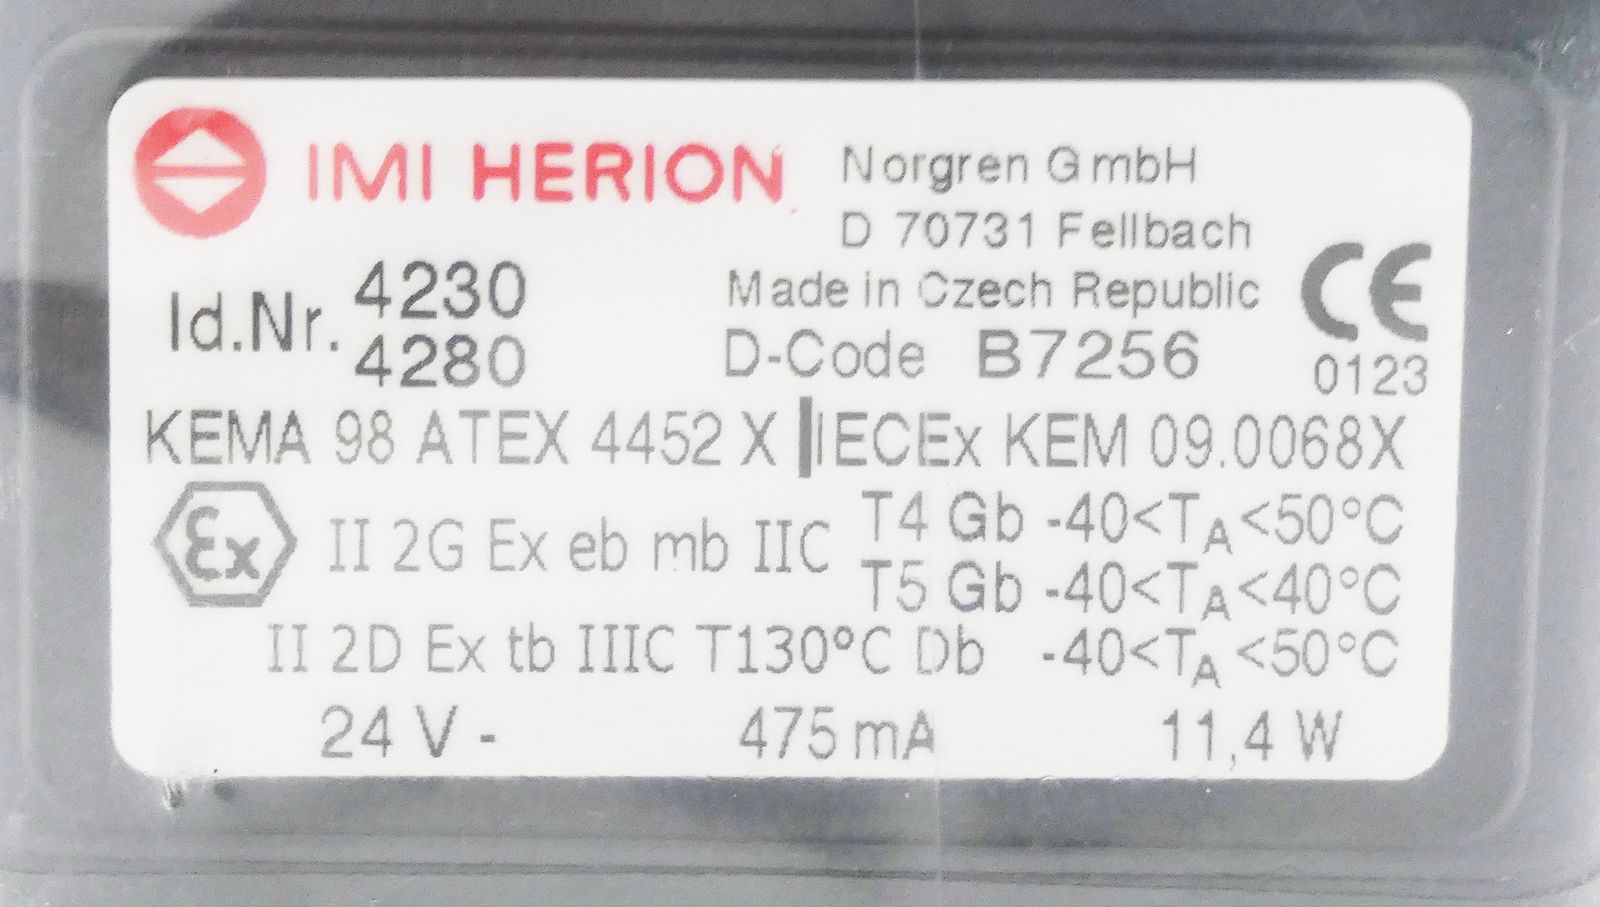 IMI HERION
Norgren GmbH
D 70731 Fellbach
Made in Czech Republic
D-Code B7256
CE
0123
Id.Nr. 4230
4280
KEMA 98 ATEX 4452 X | IECEx KEM 09.0068X
Ex II 2G Ex eb mb IIC
T4 Gb -40<TA<50°C
T5 Gb -40<TA<40°C
II 2D Ex tb IIIC T130°C Db -40<TA<50°C
24 V - 475 mA 11,4 W